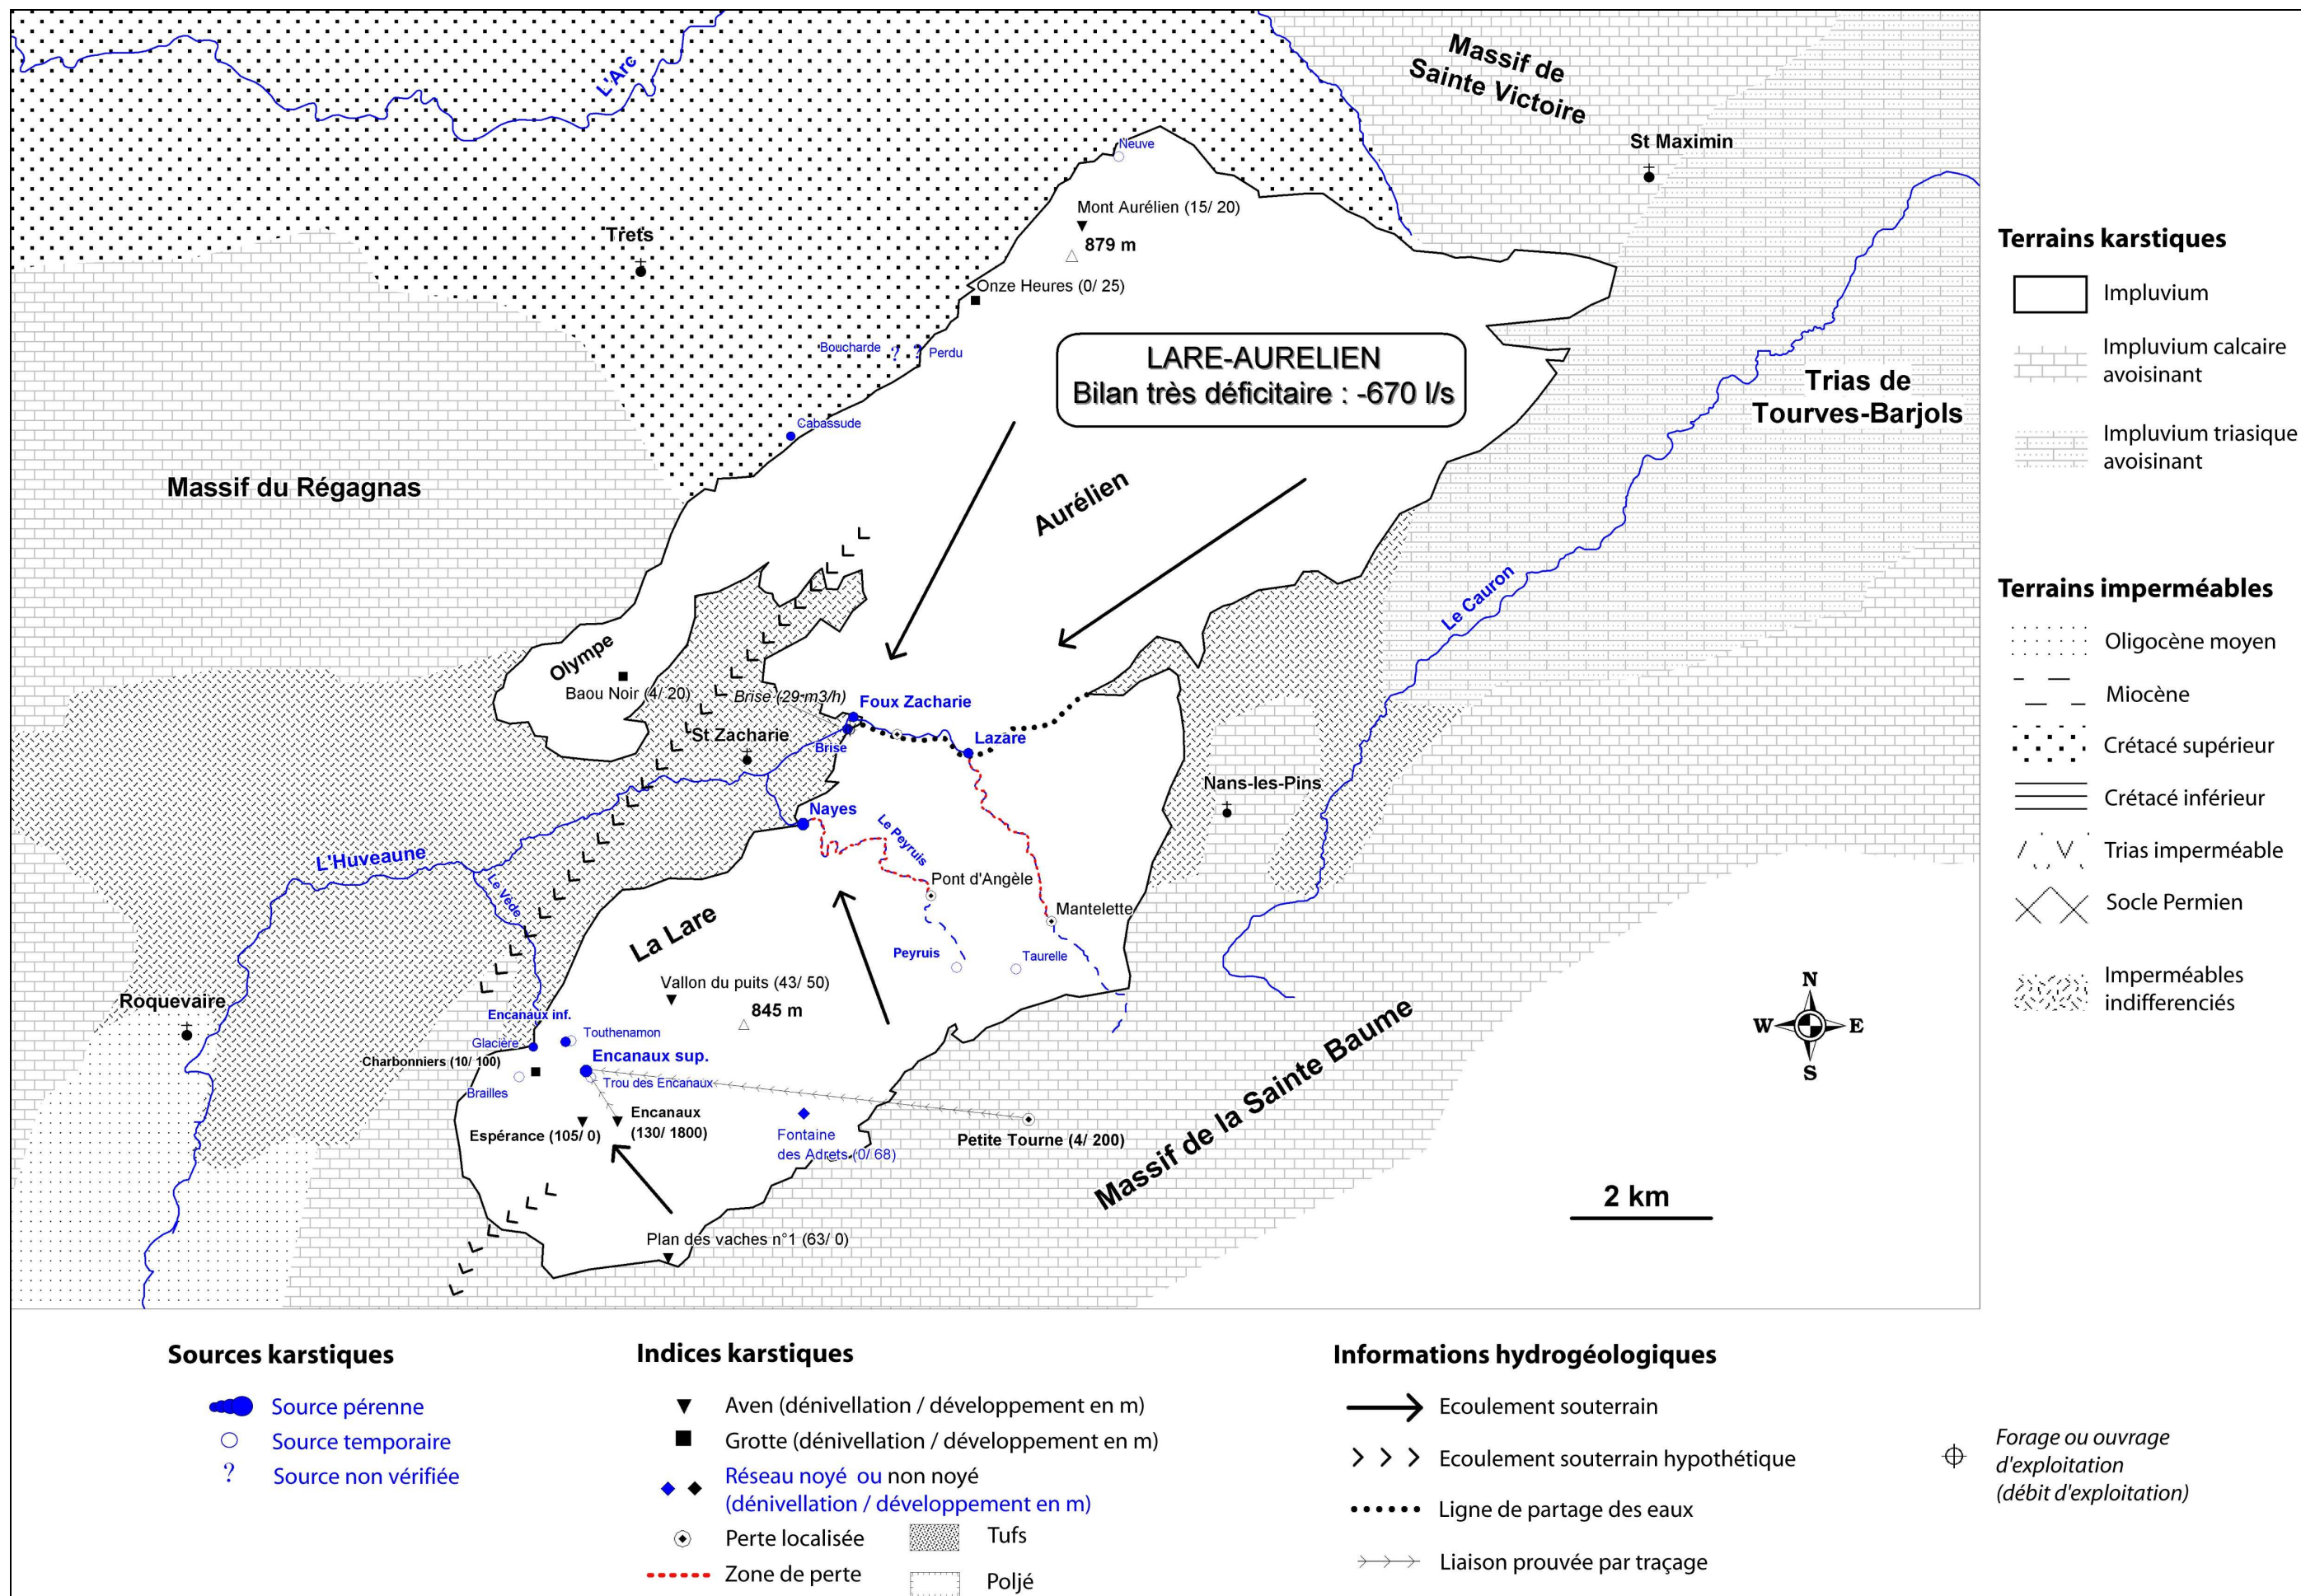 L'Arc
Massif de
Sainte Victoire
St Maximin
Neuve
Mont Aurélien (15/ 20)
879 m
Trets
Onze Heures (0/ 25)
Boucharde ? ? Perdu
LARE-AURELIEN
Bilan très déficitaire : -670 l/s
Trias de
Tourves-Barjols
Cabassude
Massif du Régagnas
Aurélien
Le Cauron
Olympe
Baou Noir (4/ 20)
Brise (29 m3/h)
Foux Zacharie
St Zacharie
Brise
Lazare
Nans-les-Pins
Nayes
Le Peyruis
L'Huveaune
Le Vède
Pont d'Angèle
Mantelette
La Lare
Peyruis
Taurelle
Vallon du puits (43/ 50)
845 m
Roquevaire
Encanaux inf.
Touthenamon
Glacière
Charbonniers (10/ 100)
Encanaux sup.
Trou des Encanaux
Brailles
Encanaux
(130/ 1800)
Espérance (105/ 0)
Fontaine
des Adrets (0/ 68)
Petite Tourne (4/ 200)
Massif de la Sainte Baume
Plan des vaches n°1 (63/ 0)
N
W E
S
2 km
Terrains karstiques
Impluvium
Impluvium calcaire
avoisinant
Impluvium triasique
avoisinant
Terrains imperméables
Oligocène moyen
Miocène
Crétacé supérieur
Crétacé inférieur
Trias imperméable
Socle Permien
Imperméables
indifferenciés
Sources karstiques
Source pérenne
Source temporaire
? Source non vérifiée
Indices karstiques
Aven (dénivellation / développement en m)
Grotte (dénivellation / développement en m)
Réseau noyé ou non noyé
(dénivellation / développement en m)
Perte localisée
Zone de perte
Tufs
Poljé
Informations hydrogéologiques
Ecoulement souterrain
Ecoulement souterrain hypothétique
Ligne de partage des eaux
Liaison prouvée par traçage
Forage ou ouvrage
d'exploitation
(débit d'exploitation)